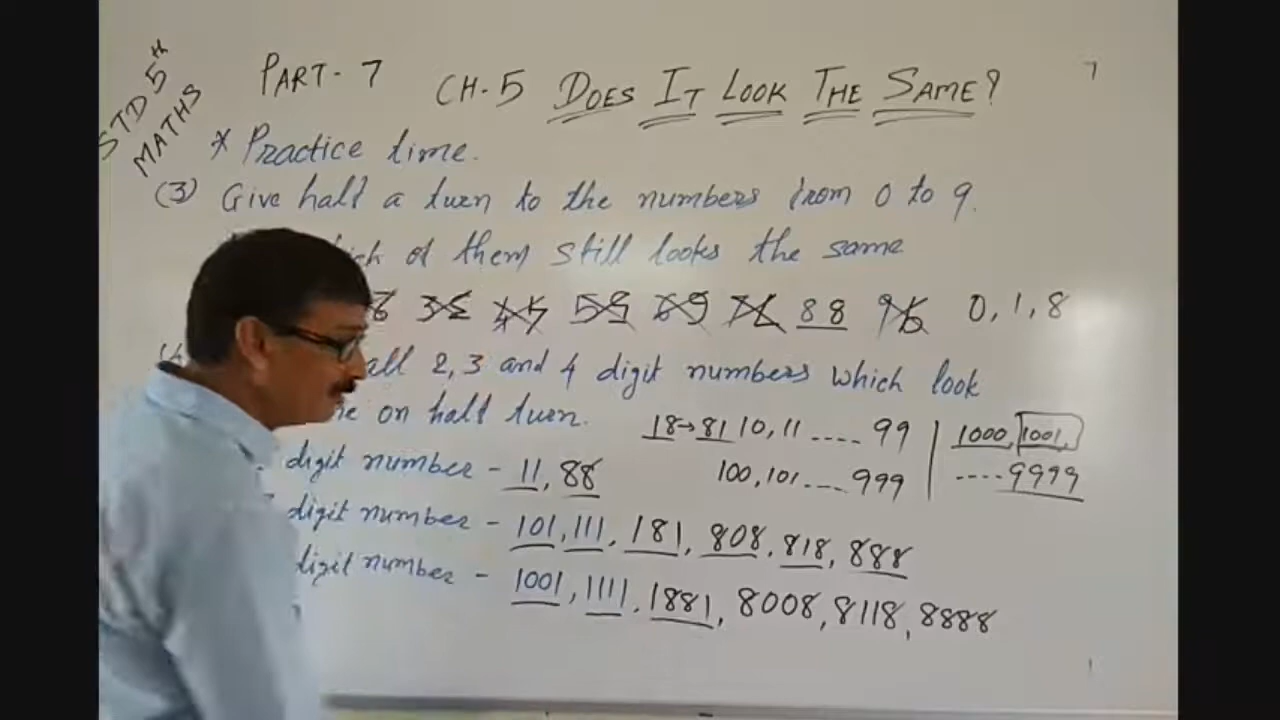 STD 5th
MATHS
PART-7 CH.5 DOES IT LOOK THE SAME? 7
* Practice time.
(3) Give half a turn to the numbers from 0 to 9.
of them still looks the same
88 0, 1, 8
all 2, 3 and 4 digit numbers which look
on half turn.
18→81 10, 11 .... 99 | 1000, 1001,
digit number - 11, 88
100, 101 .... 999 | .... 9999
digit number - 101, 111, 181, 808, 818, 888
digit number - 1001, 1111, 1881, 8008, 8118, 8888